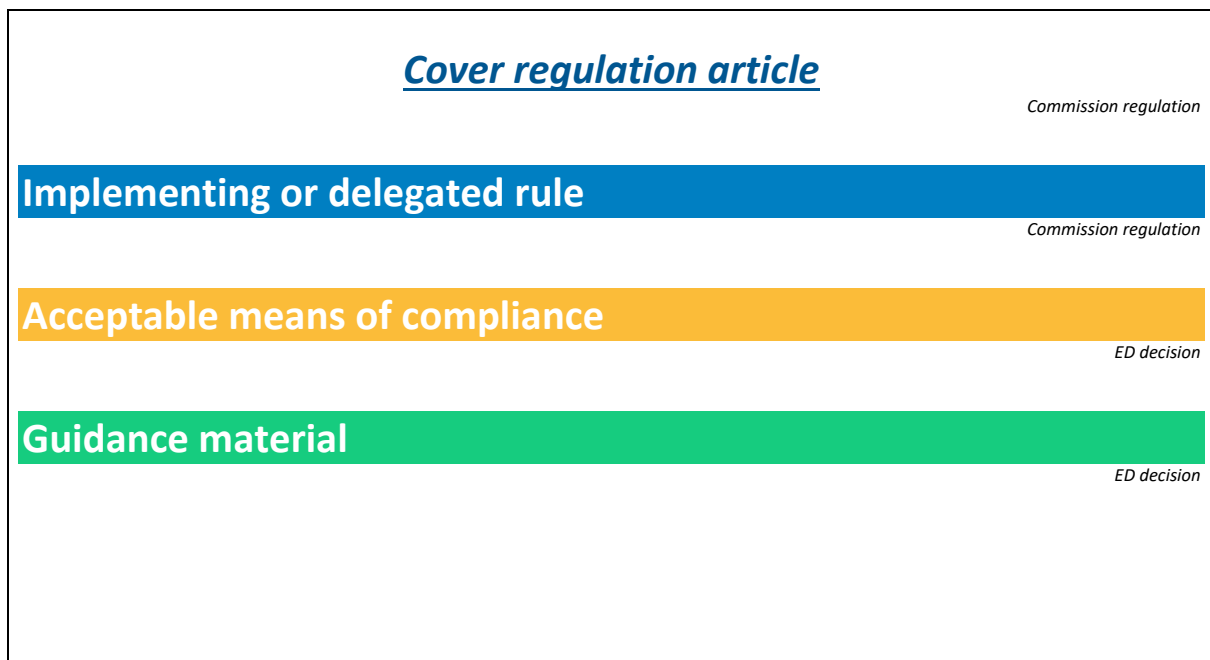 Cover regulation article
Commission regulation
Implementing or delegated rule
Commission regulation
Acceptable means of compliance
ED decision
Guidance material
ED decision